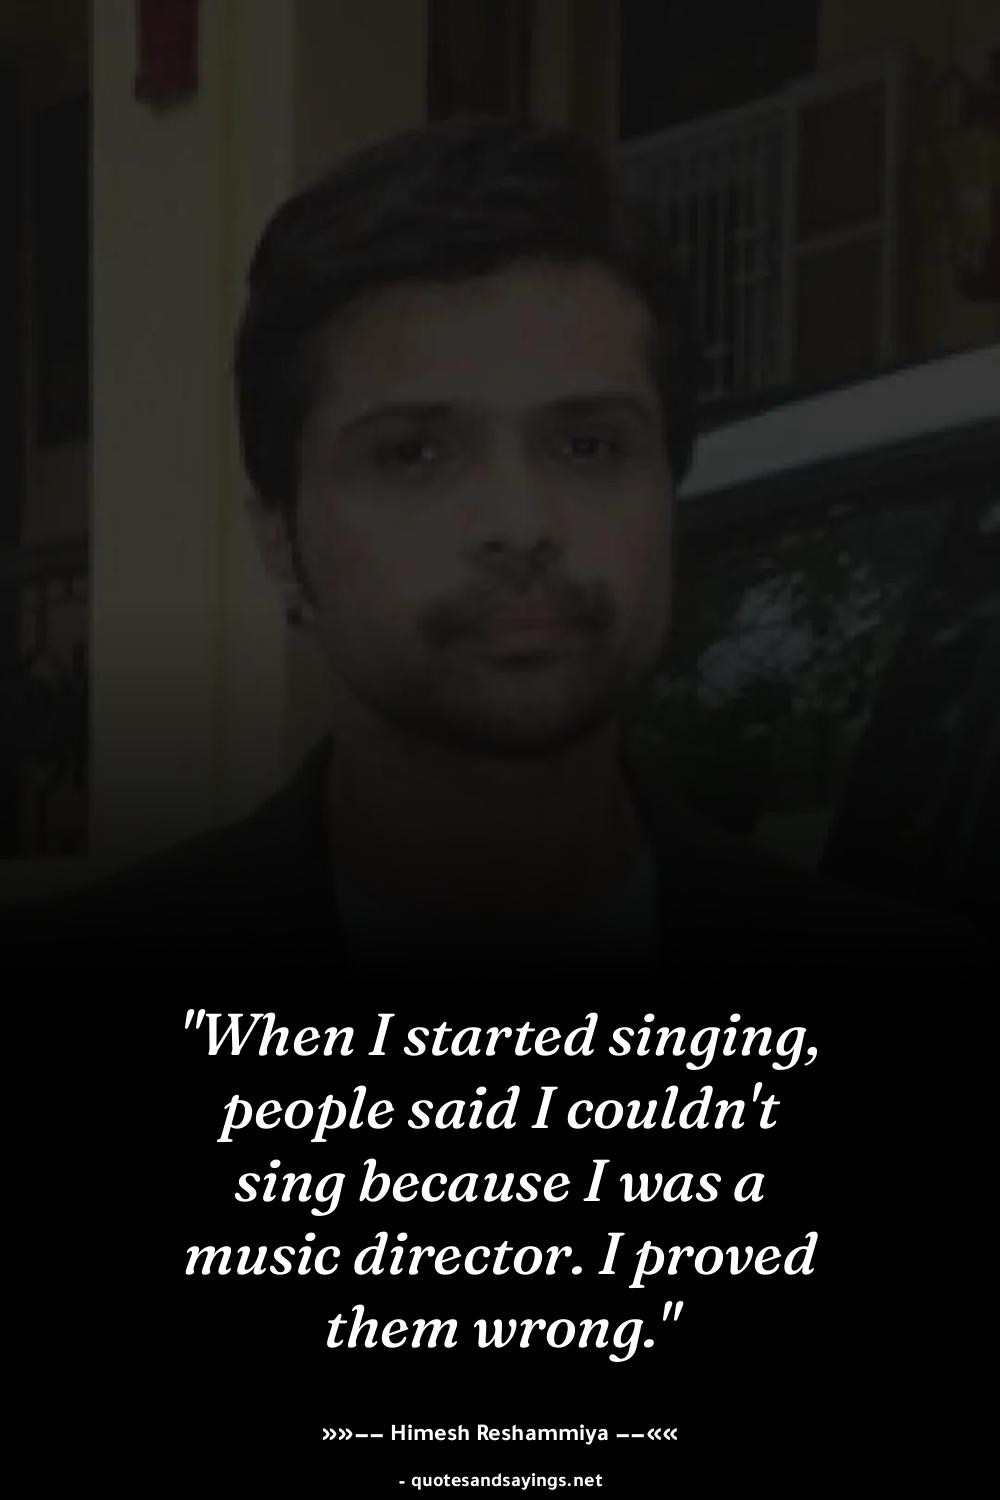 "When I started singing,
people said I couldn't
sing because I was a
music director. I proved
them wrong."
»»−− Himesh Reshammiya −−««
- quotesandsayings.net